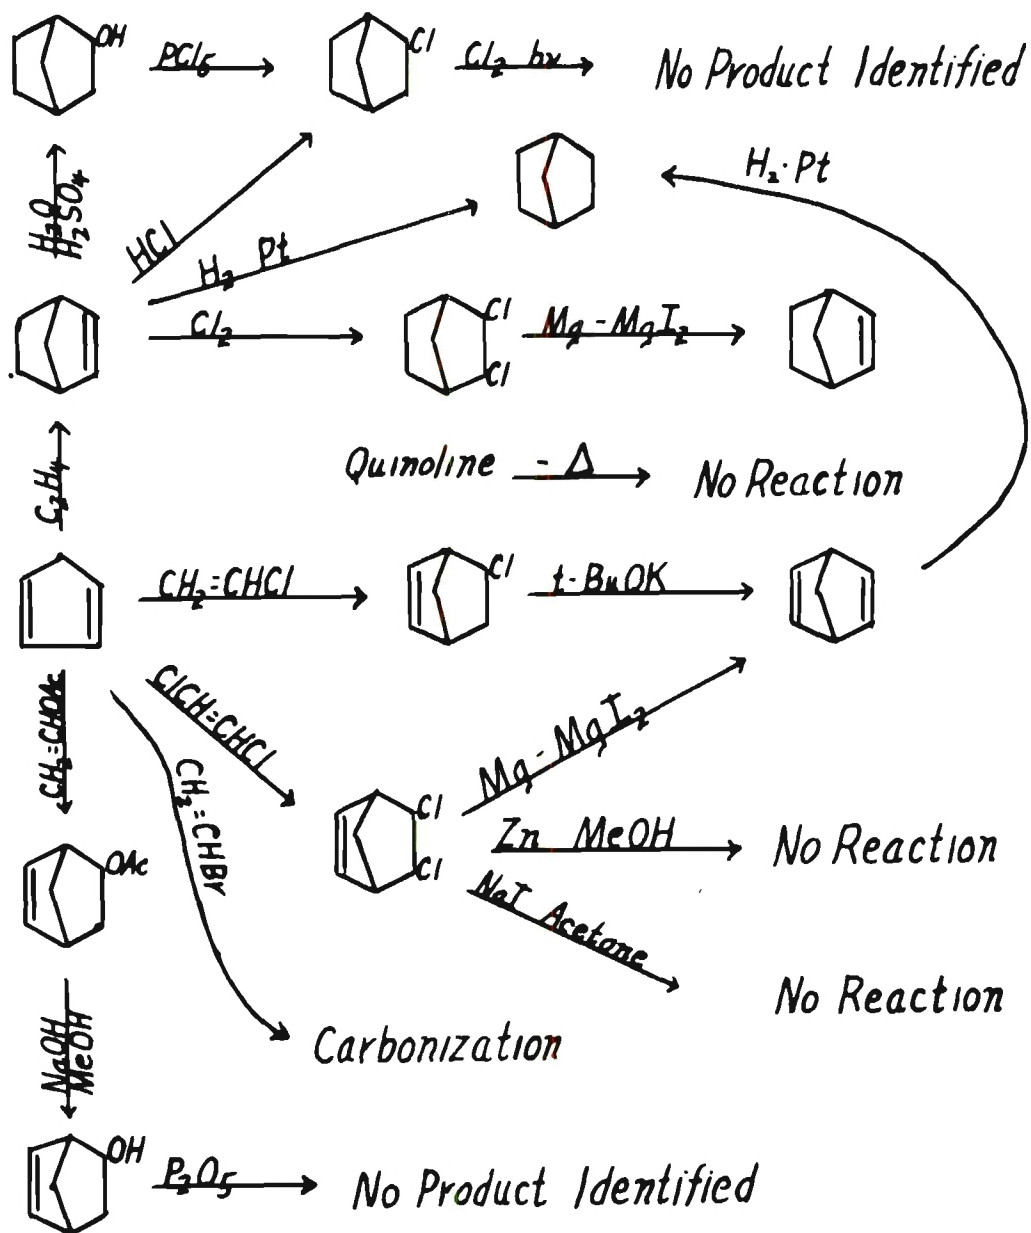 OH PCl5 Cl Cl2 hν No Product Identified
H2O
H2SO4
H2·Pt
HCl
H2 Pt
Cl2 Cl
Cl
Mg-MgI2
C2H4
Quinoline - Δ No Reaction
CH2=CHCl Cl t-BuOK
CH2=CHOAc
ClCH=CHCl
CH2=CHBr
Mg-MgI2
Cl
Cl
Zn MeOH No Reaction
NaI Acetone
No Reaction
OAc
NaOH
MeOH
Carbonization
OH P2O5 No Product Identified